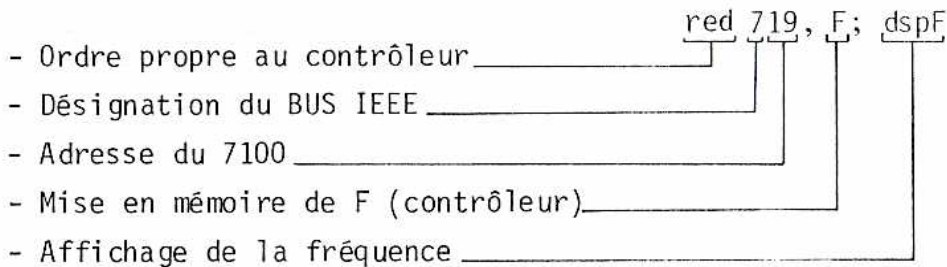 red 719, F; dspF
- Ordre propre au contrôleur
- Désignation du BUS IEEE
- Adresse du 7100
- Mise en mémoire de F (contrôleur)
- Affichage de la fréquence